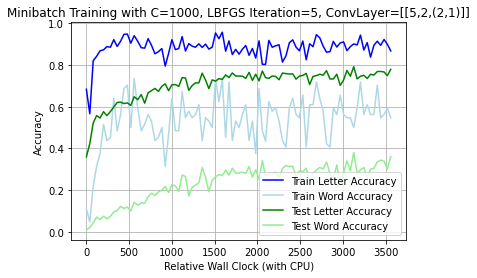 Minibatch Training with C=1000, LBFGS Iteration=5, ConvLayer=[[5,2,(2,1)]]
1.0
0.8
0.6
0.4
0.2
0.0
Accuracy
Train Letter Accuracy
Train Word Accuracy
Test Letter Accuracy
Test Word Accuracy
0 500 1000 1500 2000 2500 3000 3500
Relative Wall Clock (with CPU)